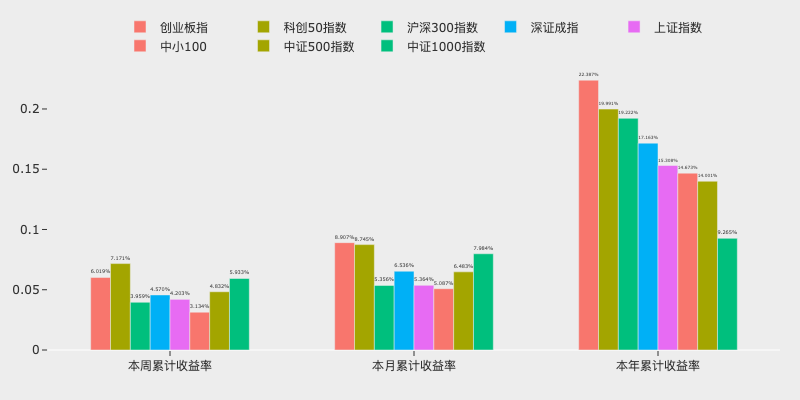 创业板指 科创50指数 沪深300指数 深证成指 上证指数
中小100 中证500指数 中证1000指数
22.387%
19.991%
19.222%
0.2
17.163%
15.308%
14.673%
0.15
14.001%
8.907% 8.745% 9.265%
0.1
7.984%
7.171% 6.536% 6.483%
6.019% 5.933%
5.356% 5.364% 5.087%
4.570% 4.832%
0.05
3.959% 4.203%
3.134%
0
本周累计收益率 本月累计收益率 本年累计收益率